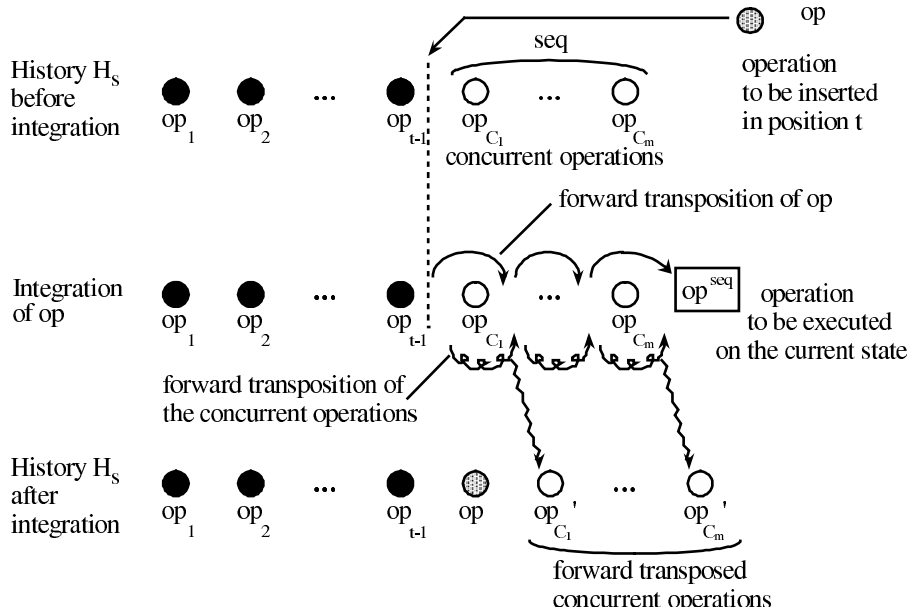 op
seq
History H_S
before
integration
operation
to be inserted
in position t
...
...
op_1
op_2
op_t-1
op_C1
op_Cm
concurrent operations
forward transposition of op
Integration
of op
...
...
op^seq
operation
to be executed
on the current state
op_1
op_2
op_t-1
op_C1
op_Cm
forward transposition of
the concurrent operations
History H_S
after
integration
...
...
op_1
op_2
op_t-1
op
op_C1'
op_Cm'
forward transposed
concurrent operations